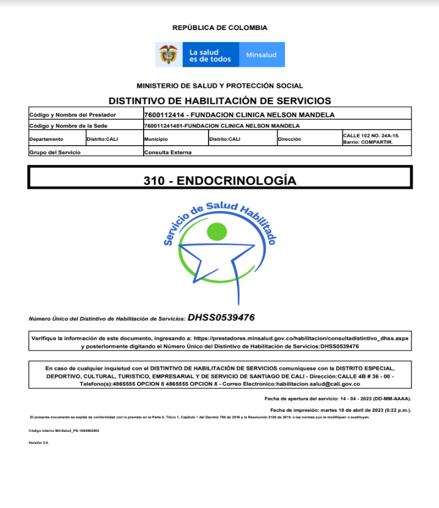 REPÚBLICA DE COLOMBIA
La salud
es de todos
Minsalud
MINISTERIO DE SALUD Y PROTECCIÓN SOCIAL
DISTINTIVO DE HABILITACIÓN DE SERVICIOS
Código y Nombre del Prestador 7600112414 - FUNDACION CLINICA NELSON MANDELA
Código y Nombre de la Sede 760011241401-FUNDACION CLINICA NELSON MANDELA
Departamento Distrito:CALI Municipio Distrito:CALI Dirección CALLE 102 NO. 24A-15.
Barrio: COMPARTIR.
Grupo del Servicio Consulta Externa
310 - ENDOCRINOLOGÍA
Servicio de Salud Habilitado
Número Único del Distintivo de Habilitación de Servicios: DHSS0539476
Verifique la información de este documento, ingresando a: https://prestadores.minsalud.gov.co/habilitacion/consultadistintivo_dhss.aspx
y posteriormente digitando el Número Único del Distintivo de Habilitación de Servicios:DHSS0539476
En caso de cualquier inquietud con el DISTINTIVO DE HABILITACIÓN DE SERVICIOS comuníquese con la DISTRITO ESPECIAL,
DEPORTIVO, CULTURAL, TURISTICO, EMPRESARIAL Y DE SERVICIO DE SANTIAGO DE CALI - Dirección:CALLE 4B # 36 - 00 -
Telefono(s):4865555 OPCION 8 4865555 OPCION 8 - Correo Electronico:habilitacion.salud@cali.gov.co
Fecha de apertura del servicio: 14 - 04 - 2023 (DD-MM-AAAA).
Fecha de impresión: martes 18 de abril de 2023 (5:22 p.m.).
El presente documento se expide de conformidad con lo previsto en la Parte 5, Título 1, Capítulo 1 del Decreto 780 de 2016 y la Resolución 3100 de 2019, o las normas que la modifiquen o sustituyan.
Código interno MinSalud_PS:
Versión 3.0.